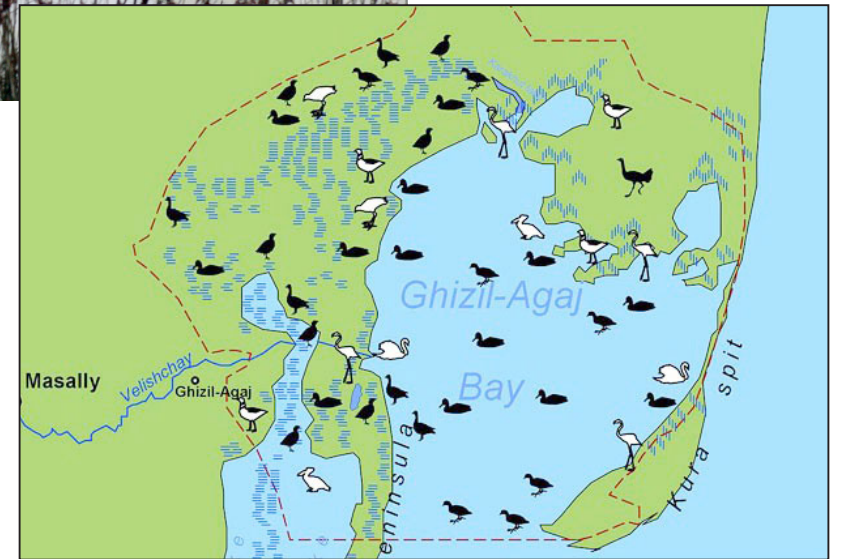 Ghizil-Agaj
Bay
Masally
Velishchay
Ghizil-Agaj
Kura spit
eninsula